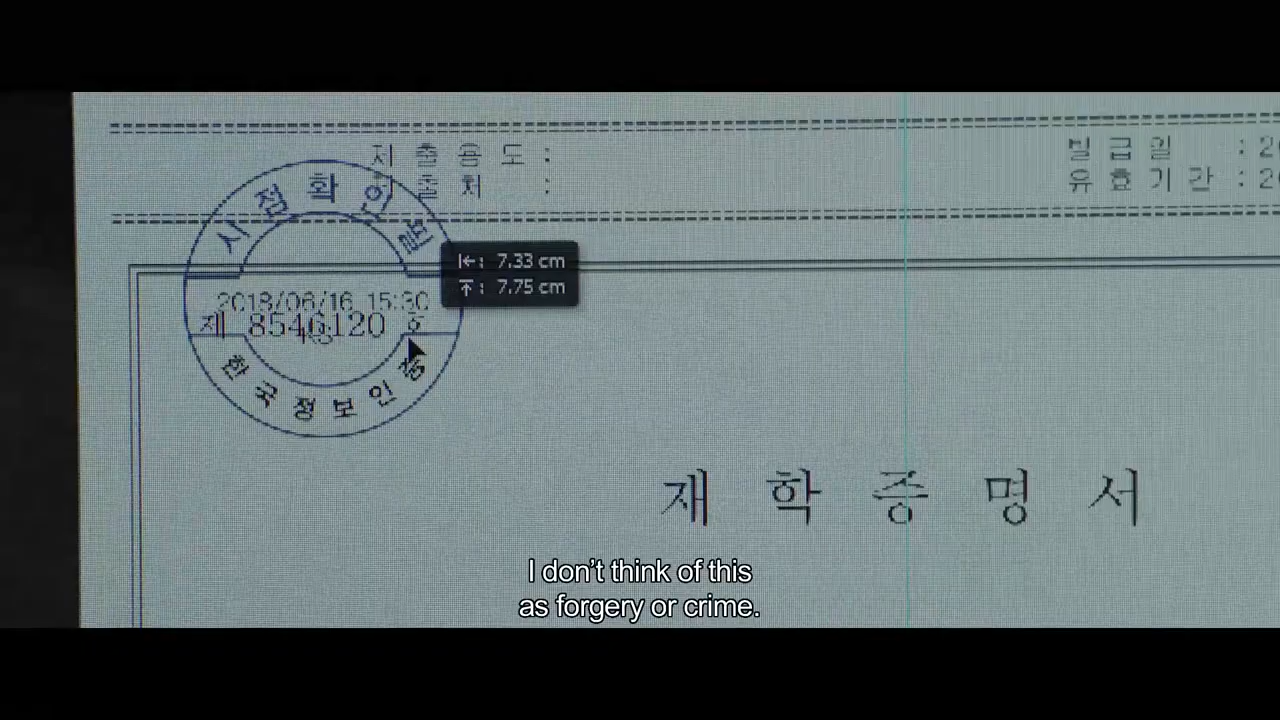 제 출 용 도 :
제 출 처 :
발 급 일 : 2
유 효 기 간 : 2
시점확인필
2018/06/16 15:30
제 8546120 호
한국정보인증
: 7.33 cm
: 7.75 cm
재 학 증 명 서
I don't think of this
as forgery or crime.